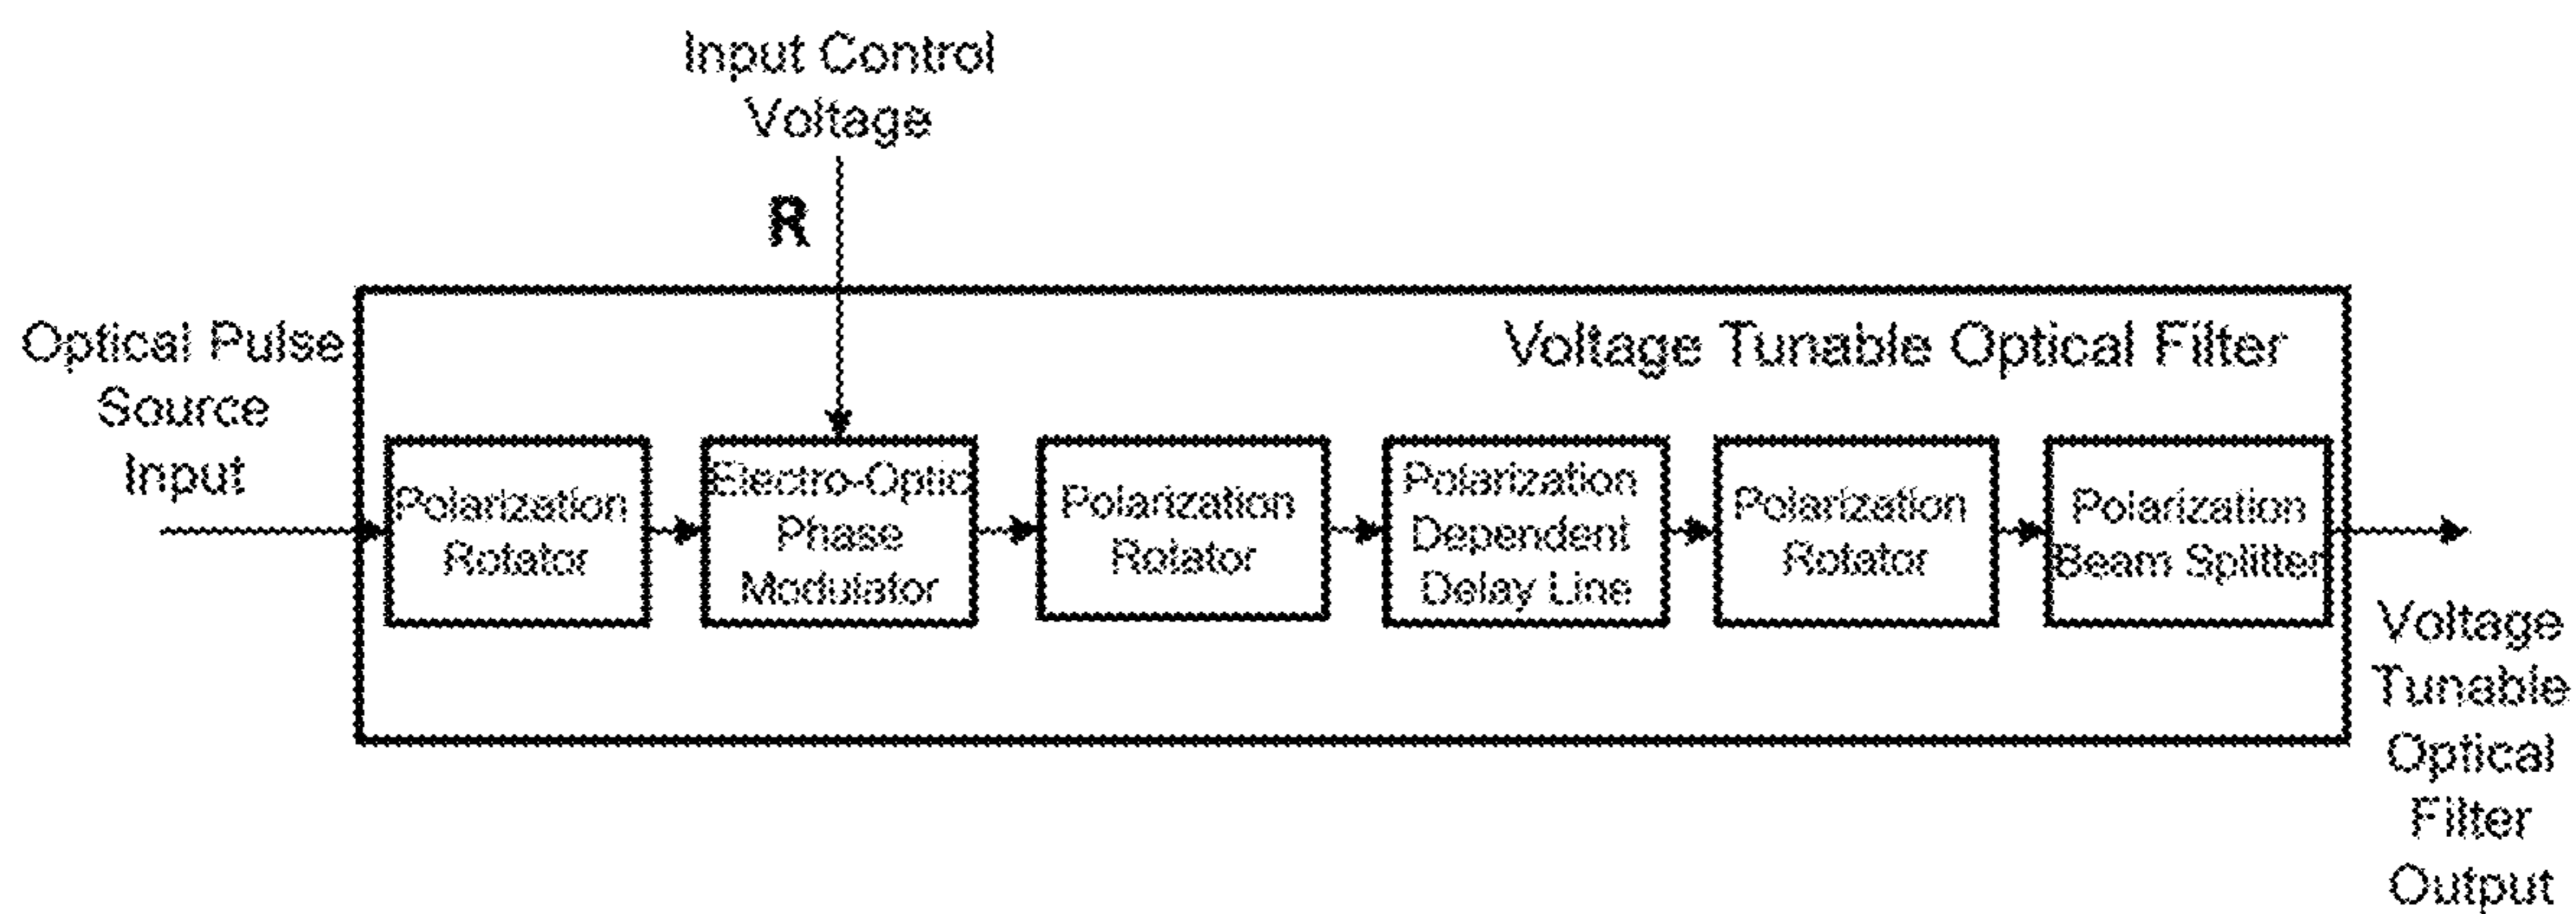 Input Control
Voltage
R
Optical Pulse
Source
Input
Voltage Tunable Optical Filter
Polarization
Rotator
Electro-Optic
Phase
Modulator
Polarization
Rotator
Polarization
Dependent
Delay Line
Polarization
Rotator
Polarization
Beam Splitter
Voltage
Tunable
Optical
Filter
Output